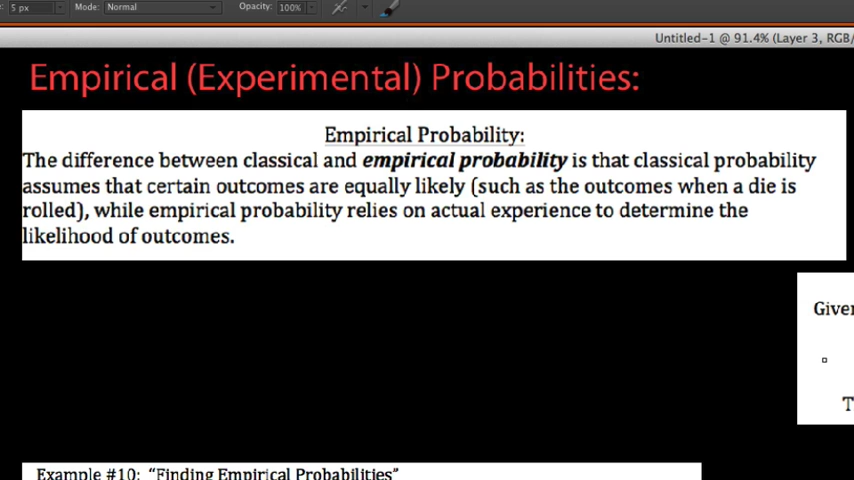 5 px Mode: Normal Opacity: 100%
Untitled-1 @ 91.4% (Layer 3, RGB/
Empirical (Experimental) Probabilities:
Empirical Probability:
The difference between classical and empirical probability is that classical probability
assumes that certain outcomes are equally likely (such as the outcomes when a die is
rolled), while empirical probability relies on actual experience to determine the
likelihood of outcomes.
Given
T
Example #10: "Finding Empirical Probabilities"